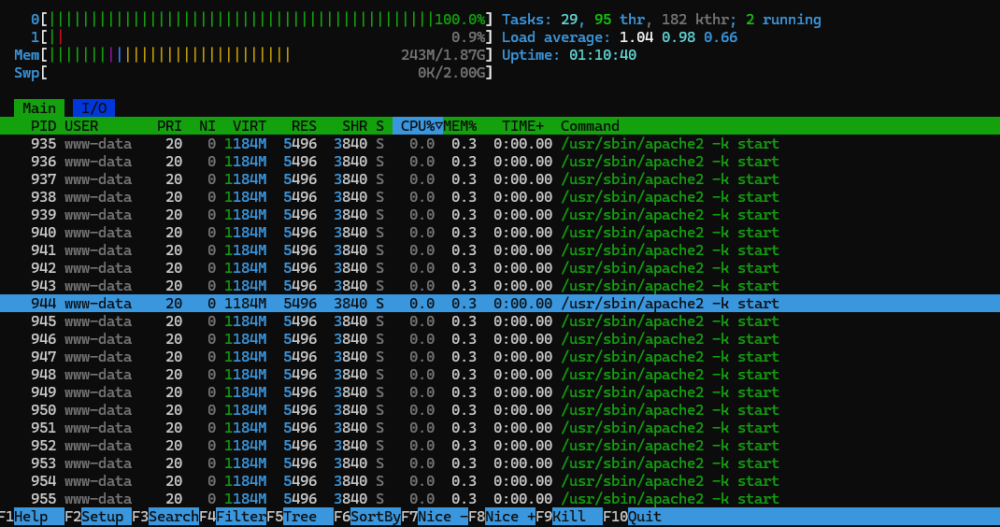 0[||||||||||||||||||||||||||||||||||||||||||||||100.0%] Tasks: 29, 95 thr, 182 kthr; 2 running
1[|| 0.9%] Load average: 1.04 0.98 0.66
Mem[||||||||||||||||||||||||||||| 243M/1.87G] Uptime: 01:10:40
Swp[ 0K/2.00G]
Main I/O
PID USER PRI NI VIRT RES SHR S CPU%▽MEM% TIME+ Command
935 www-data 20 0 1184M 5496 3840 S 0.0 0.3 0:00.00 /usr/sbin/apache2 -k start
936 www-data 20 0 1184M 5496 3840 S 0.0 0.3 0:00.00 /usr/sbin/apache2 -k start
937 www-data 20 0 1184M 5496 3840 S 0.0 0.3 0:00.00 /usr/sbin/apache2 -k start
938 www-data 20 0 1184M 5496 3840 S 0.0 0.3 0:00.00 /usr/sbin/apache2 -k start
939 www-data 20 0 1184M 5496 3840 S 0.0 0.3 0:00.00 /usr/sbin/apache2 -k start
940 www-data 20 0 1184M 5496 3840 S 0.0 0.3 0:00.00 /usr/sbin/apache2 -k start
941 www-data 20 0 1184M 5496 3840 S 0.0 0.3 0:00.00 /usr/sbin/apache2 -k start
942 www-data 20 0 1184M 5496 3840 S 0.0 0.3 0:00.00 /usr/sbin/apache2 -k start
943 www-data 20 0 1184M 5496 3840 S 0.0 0.3 0:00.00 /usr/sbin/apache2 -k start
944 www-data 20 0 1184M 5496 3840 S 0.0 0.3 0:00.00 /usr/sbin/apache2 -k start
945 www-data 20 0 1184M 5496 3840 S 0.0 0.3 0:00.00 /usr/sbin/apache2 -k start
946 www-data 20 0 1184M 5496 3840 S 0.0 0.3 0:00.00 /usr/sbin/apache2 -k start
947 www-data 20 0 1184M 5496 3840 S 0.0 0.3 0:00.00 /usr/sbin/apache2 -k start
948 www-data 20 0 1184M 5496 3840 S 0.0 0.3 0:00.00 /usr/sbin/apache2 -k start
949 www-data 20 0 1184M 5496 3840 S 0.0 0.3 0:00.00 /usr/sbin/apache2 -k start
950 www-data 20 0 1184M 5496 3840 S 0.0 0.3 0:00.00 /usr/sbin/apache2 -k start
951 www-data 20 0 1184M 5496 3840 S 0.0 0.3 0:00.00 /usr/sbin/apache2 -k start
952 www-data 20 0 1184M 5496 3840 S 0.0 0.3 0:00.00 /usr/sbin/apache2 -k start
953 www-data 20 0 1184M 5496 3840 S 0.0 0.3 0:00.00 /usr/sbin/apache2 -k start
954 www-data 20 0 1184M 5496 3840 S 0.0 0.3 0:00.00 /usr/sbin/apache2 -k start
955 www-data 20 0 1184M 5496 3840 S 0.0 0.3 0:00.00 /usr/sbin/apache2 -k start
F1Help F2Setup F3SearchF4FilterF5Tree F6SortByF7Nice -F8Nice +F9Kill F10Quit